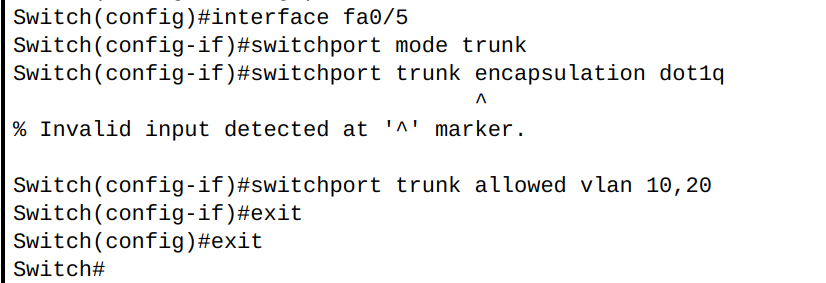 Switch(config)#interface fa0/5
Switch(config-if)#switchport mode trunk
Switch(config-if)#switchport trunk encapsulation dot1q
^
% Invalid input detected at '^' marker.
Switch(config-if)#switchport trunk allowed vlan 10,20
Switch(config-if)#exit
Switch(config)#exit
Switch#